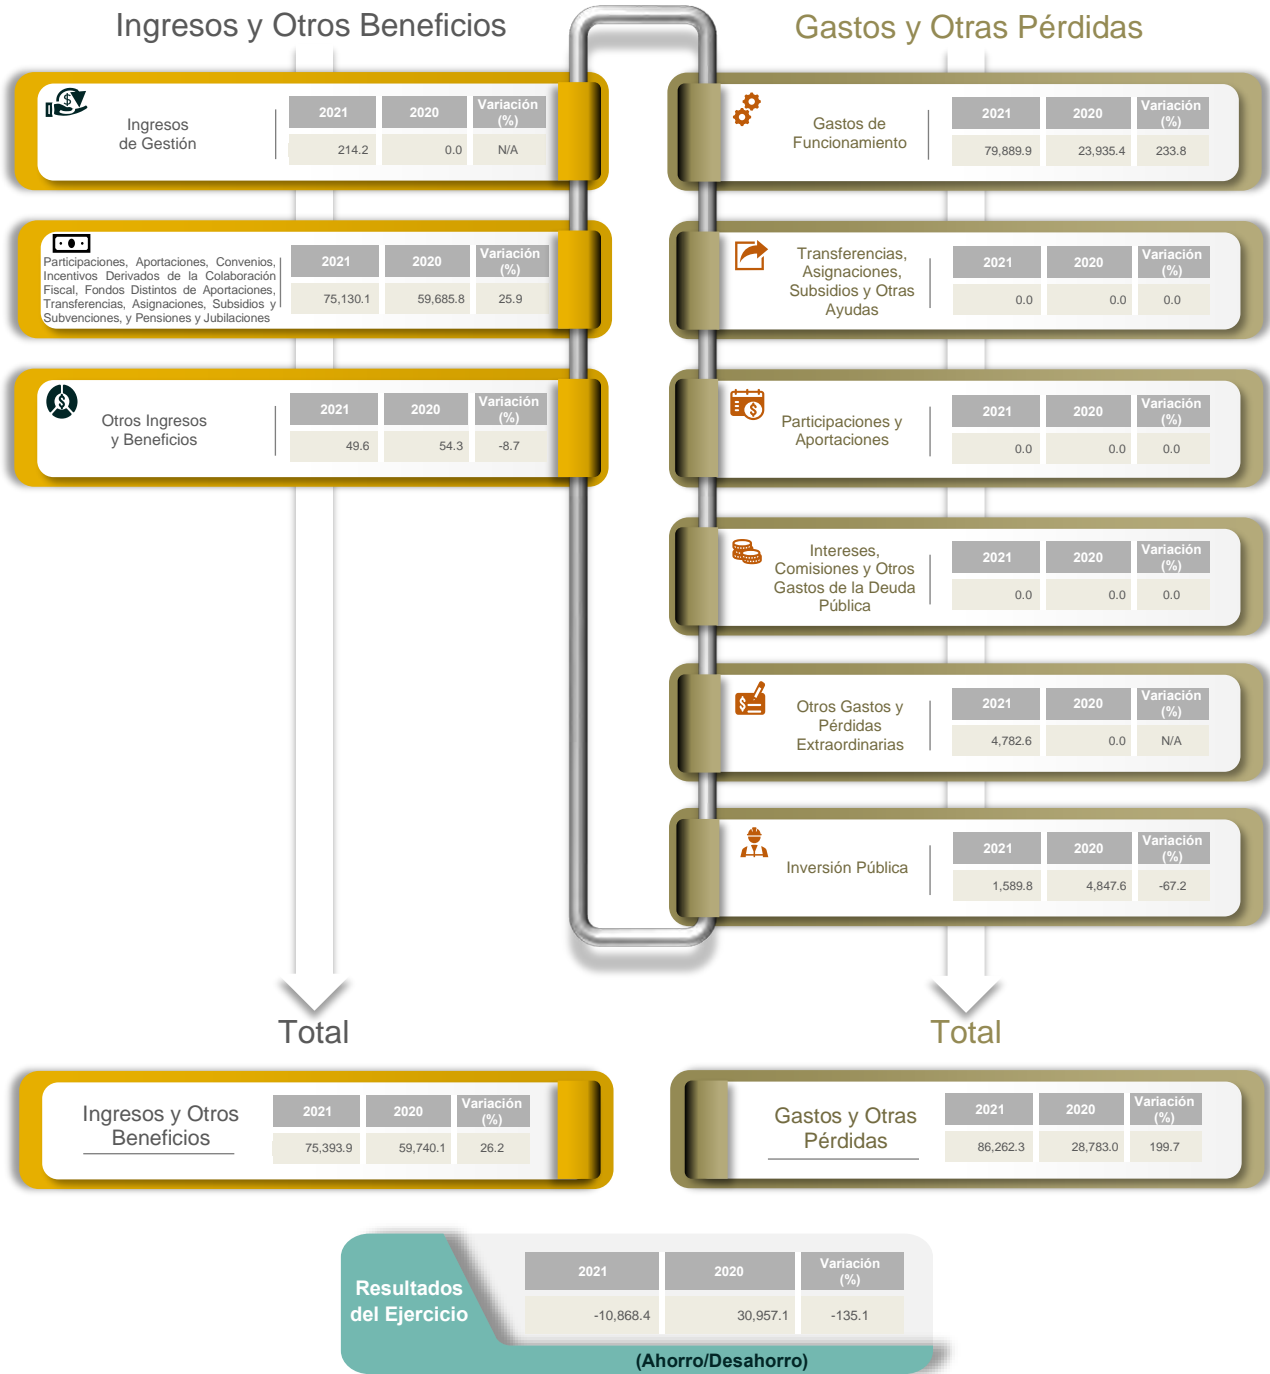 Ingresos y Otros Beneficios
Ingresos
de Gestión
2021 2020 Variación
(%)
214.2 0.0 N/A
Participaciones, Aportaciones, Convenios,
Incentivos Derivados de la Colaboración
Fiscal, Fondos Distintos de Aportaciones,
Transferencias, Asignaciones, Subsidios y
Subvenciones, y Pensiones y Jubilaciones
2021 2020 Variación
(%)
75,130.1 59,685.8 25.9
Otros Ingresos
y Beneficios
2021 2020 Variación
(%)
49.6 54.3 -8.7
Total
Ingresos y Otros
Beneficios
2021 2020 Variación
(%)
75,393.9 59,740.1 26.2
Gastos y Otras Pérdidas
Gastos de
Funcionamiento
2021 2020 Variación
(%)
79,889.9 23,935.4 233.8
Transferencias,
Asignaciones,
Subsidios y Otras
Ayudas
2021 2020 Variación
(%)
0.0 0.0 0.0
Participaciones y
Aportaciones
2021 2020 Variación
(%)
0.0 0.0 0.0
Intereses,
Comisiones y Otros
Gastos de la Deuda
Pública
2021 2020 Variación
(%)
0.0 0.0 0.0
Otros Gastos y
Pérdidas
Extraordinarias
2021 2020 Variación
(%)
4,782.6 0.0 N/A
Inversión Pública
2021 2020 Variación
(%)
1,589.8 4,847.6 -67.2
Total
Gastos y Otras
Pérdidas
2021 2020 Variación
(%)
86,262.3 28,783.0 199.7
Resultados
del Ejercicio
2021 2020 Variación
(%)
-10,868.4 30,957.1 -135.1
(Ahorro/Desahorro)